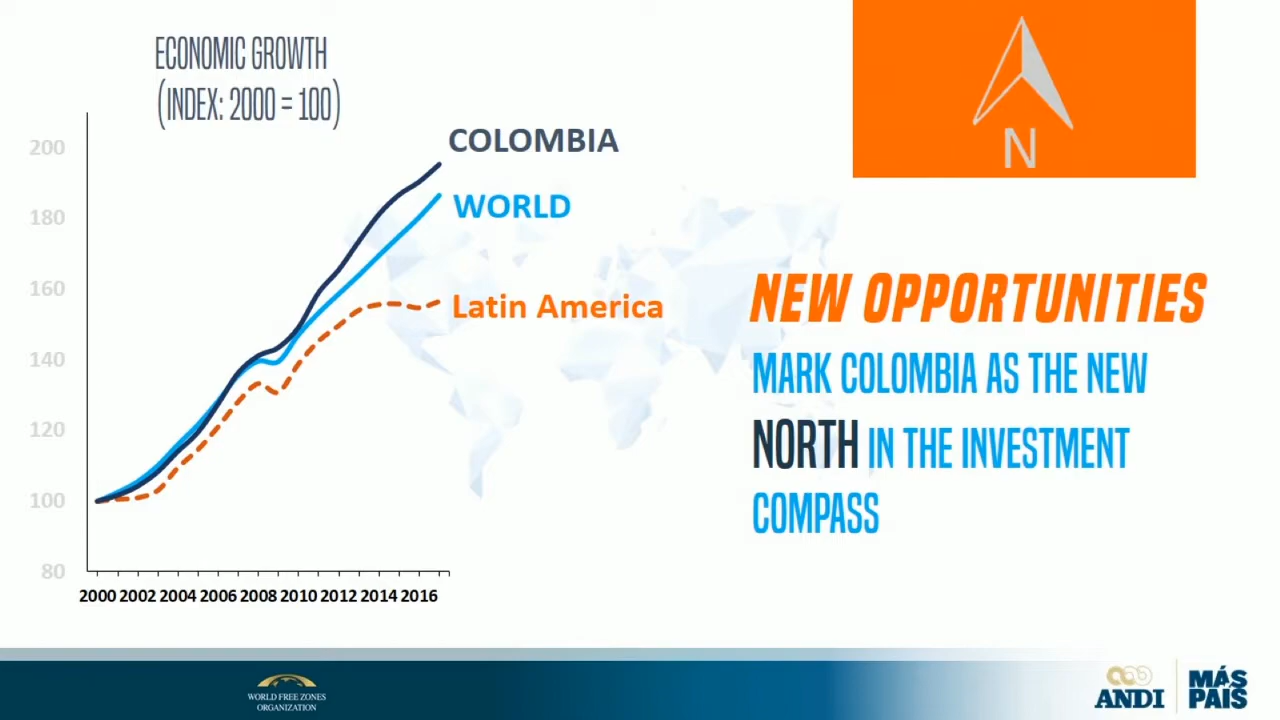 ECONOMIC GROWTH
(INDEX: 2000 = 100)
N
COLOMBIA
WORLD
Latin America
200
180
160
140
120
100
80
2000 2002 2004 2006 2008 2010 2012 2014 2016
NEW OPPORTUNITIES
MARK COLOMBIA AS THE NEW
NORTH IN THE INVESTMENT
COMPASS
WORLD FREE ZONES
ORGANIZATION
ANDI
MÁS
PAÍS